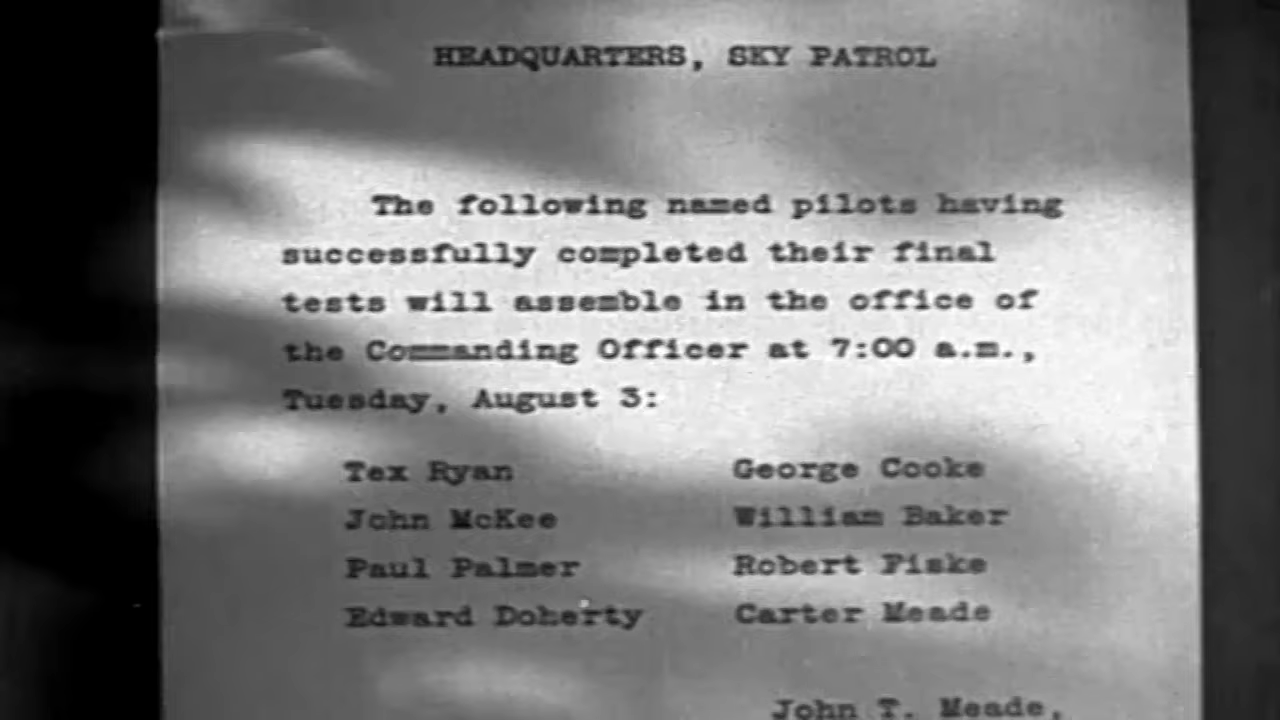 HEADQUARTERS, SKY PATROL
The following named pilots having
successfully completed their final
tests will assemble in the office of
the Commanding Officer at 7:00 a.m.,
Tuesday, August 3:
Tex Ryan George Cooke
John McKee William Baker
Paul Palmer Robert Fiske
Edward Doherty Carter Meade
John T. Meade,